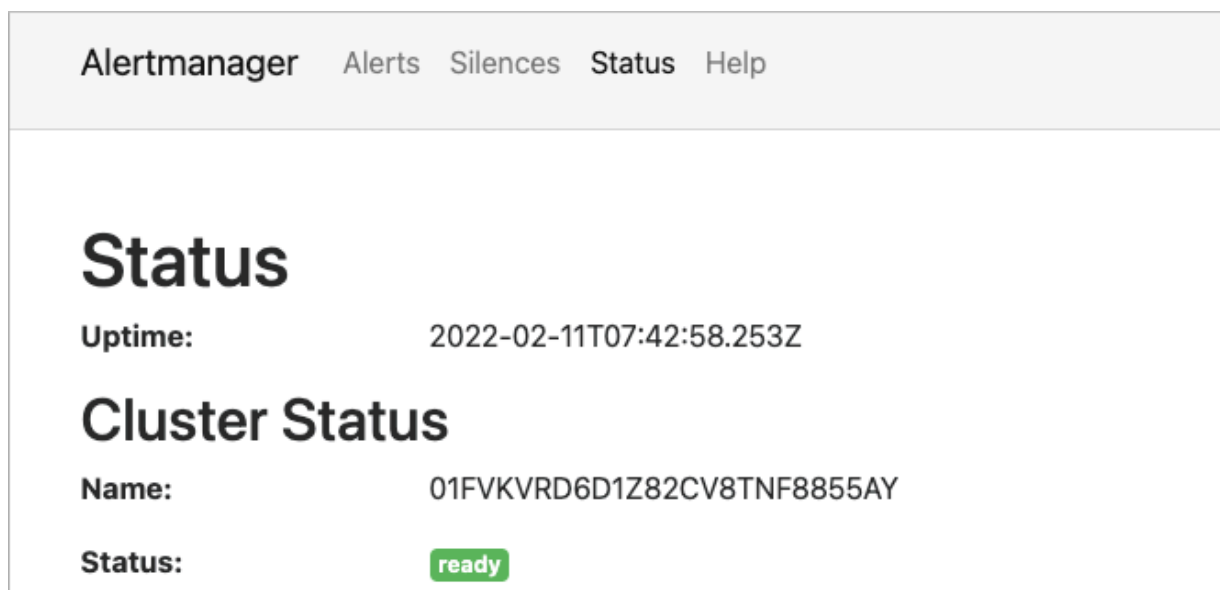 Alertmanager Alerts Silences Status Help
Status
Uptime: 2022-02-11T07:42:58.253Z
Cluster Status
Name: 01FVKVRD6D1Z82CV8TNF8855AY
Status: ready